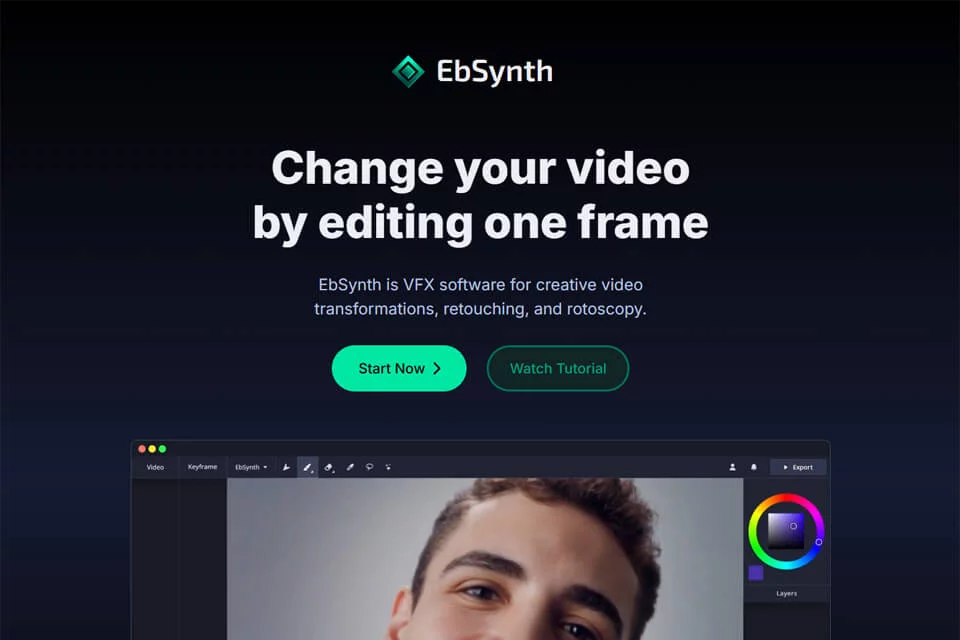 EbSynth
Change your video
by editing one frame
EbSynth is VFX software for creative video
transformations, retouching, and rotoscopy.
Start Now
Watch Tutorial
Video Keyframe EbSynth Export
Layers